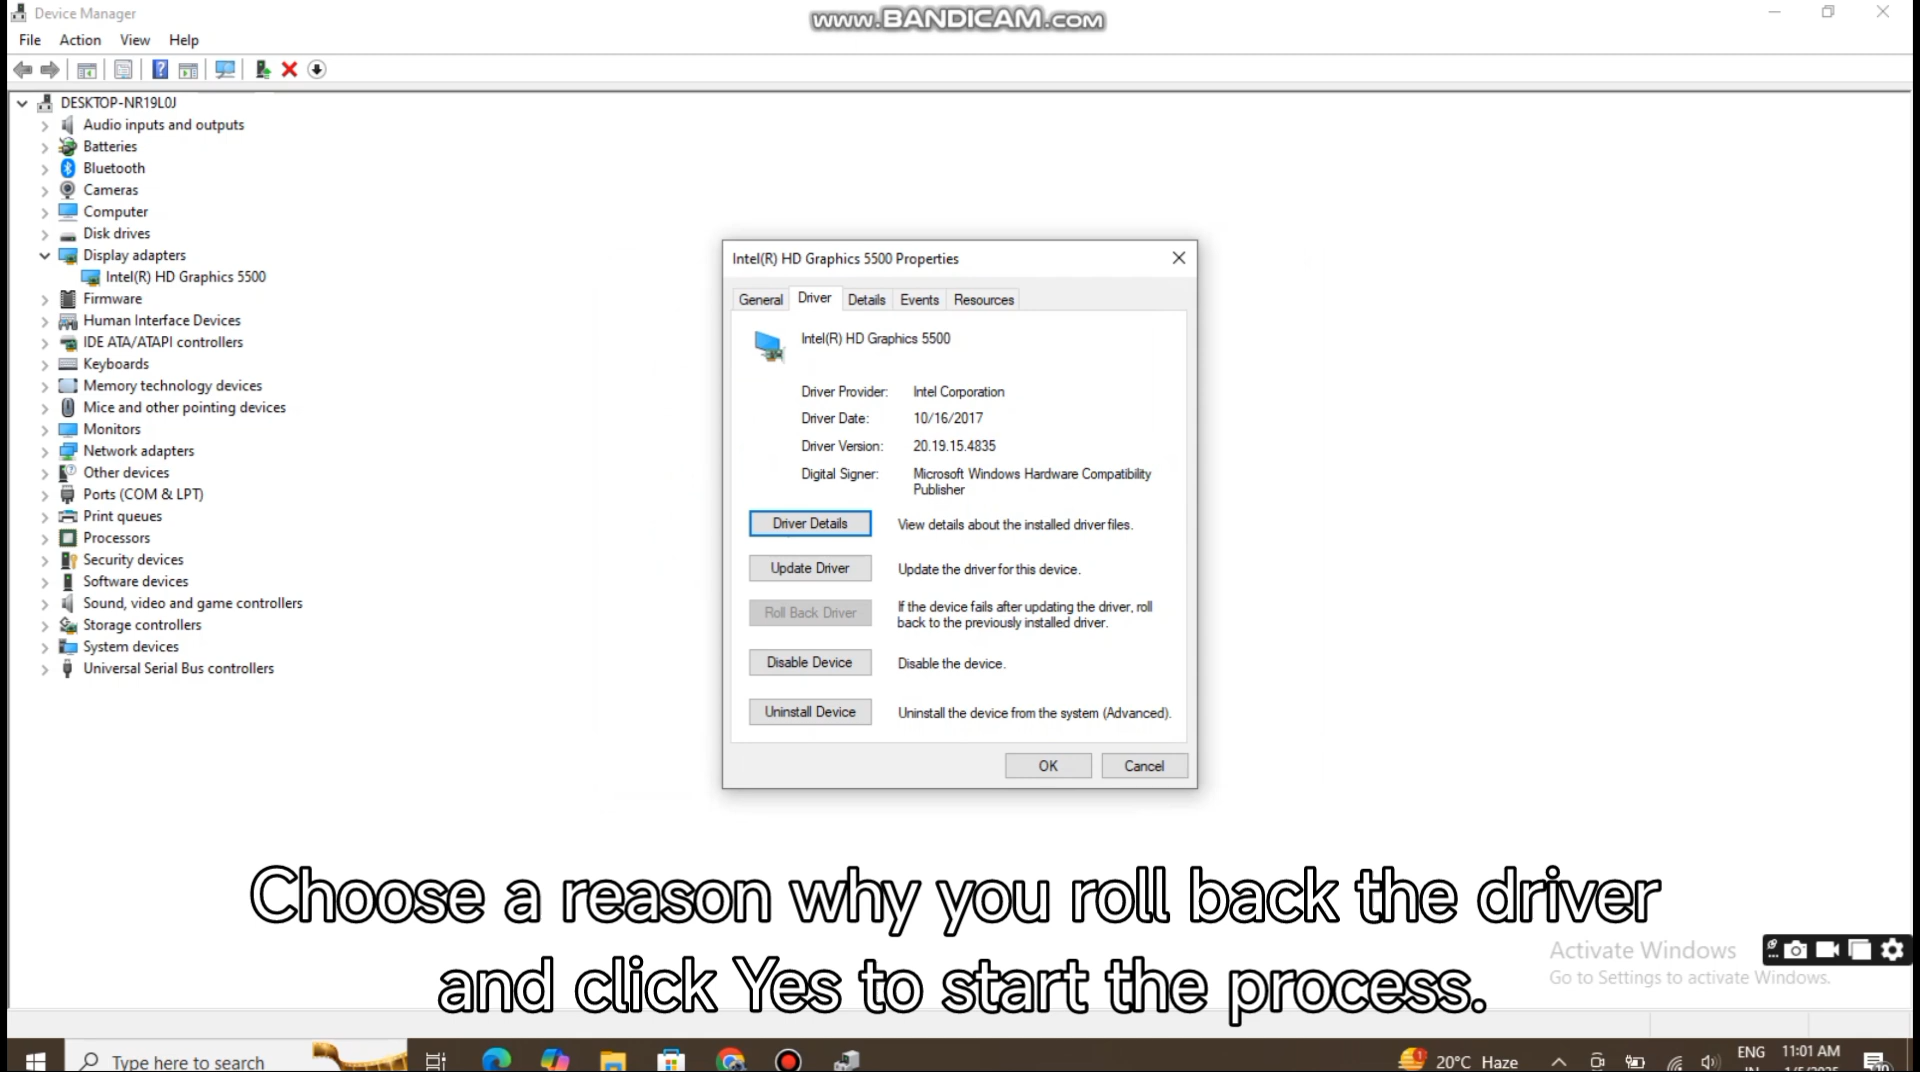 Device Manager
www.BANDICAM.com
File Action View Help
DESKTOP-NR19L0J
Audio inputs and outputs
Batteries
Bluetooth
Cameras
Computer
Disk drives
Display adapters
Intel(R) HD Graphics 5500
Firmware
Human Interface Devices
IDE ATA/ATAPI controllers
Keyboards
Memory technology devices
Mice and other pointing devices
Monitors
Network adapters
Other devices
Ports (COM & LPT)
Print queues
Processors
Security devices
Software devices
Sound, video and game controllers
Storage controllers
System devices
Universal Serial Bus controllers
Intel(R) HD Graphics 5500 Properties
General Driver Details Events Resources
Intel(R) HD Graphics 5500
Driver Provider: Intel Corporation
Driver Date: 10/16/2017
Driver Version: 20.19.15.4835
Digital Signer: Microsoft Windows Hardware Compatibility
Publisher
Driver Details View details about the installed driver files.
Update Driver Update the driver for this device.
Roll Back Driver If the device fails after updating the driver, roll
back to the previously installed driver.
Disable Device Disable the device.
Uninstall Device Uninstall the device from the system (Advanced).
OK Cancel
Choose a reason why you roll back the driver
and click Yes to start the process.
Activate Windows
Go to Settings to activate Windows.
Type here to search
20°C Haze
ENG 11:01 AM